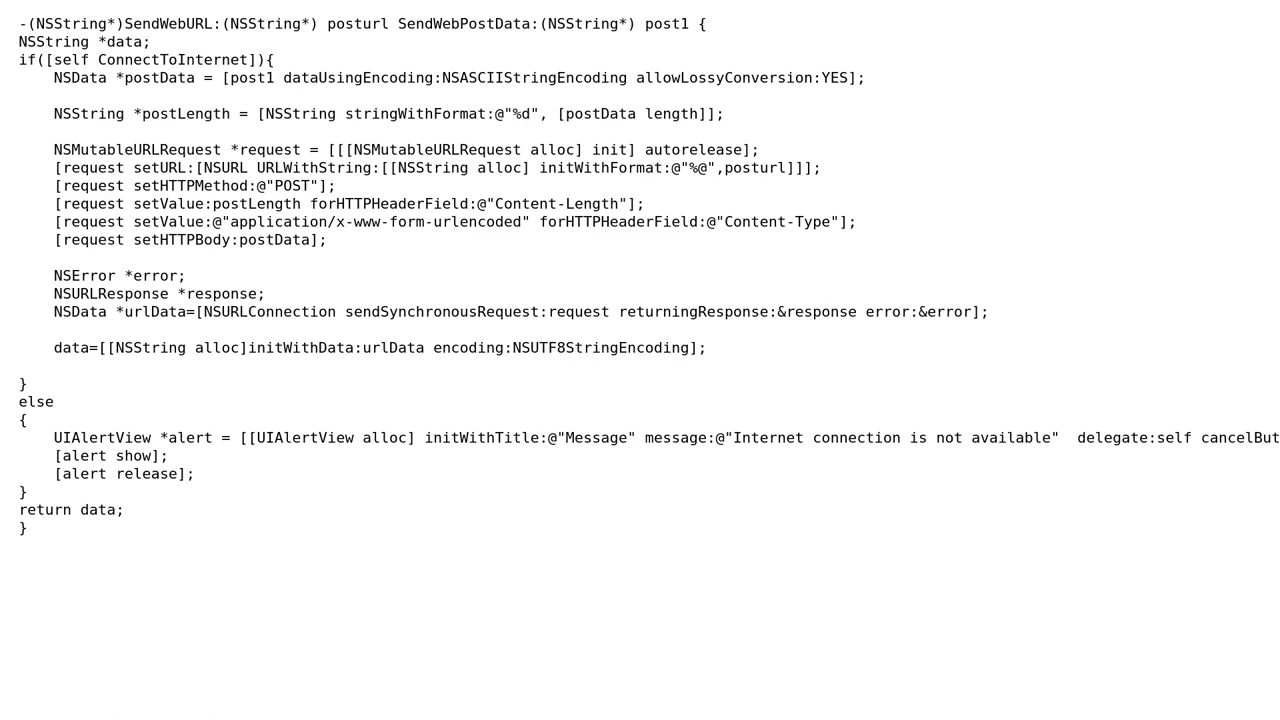 -(NSString*)SendWebURL:(NSString*) posturl SendWebPostData:(NSString*) post1 {
NSString *data;
if([self ConnectToInternet]){
    NSData *postData = [post1 dataUsingEncoding:NSASCIIStringEncoding allowLossyConversion:YES];

    NSString *postLength = [NSString stringWithFormat:@"%d", [postData length]];

    NSMutableURLRequest *request = [[[NSMutableURLRequest alloc] init] autorelease];
    [request setURL:[NSURL URLWithString:[[NSString alloc] initWithFormat:@"%@",posturl]]];
    [request setHTTPMethod:@"POST"];
    [request setValue:postLength forHTTPHeaderField:@"Content-Length"];
    [request setValue:@"application/x-www-form-urlencoded" forHTTPHeaderField:@"Content-Type"];
    [request setHTTPBody:postData];

    NSError *error;
    NSURLResponse *response;
    NSData *urlData=[NSURLConnection sendSynchronousRequest:request returningResponse:&response error:&error];

    data=[[NSString alloc]initWithData:urlData encoding:NSUTF8StringEncoding];

}
else
{
    UIAlertView *alert = [[UIAlertView alloc] initWithTitle:@"Message" message:@"Internet connection is not available"  delegate:self cancelBut
    [alert show];
    [alert release];
}
return data;
}